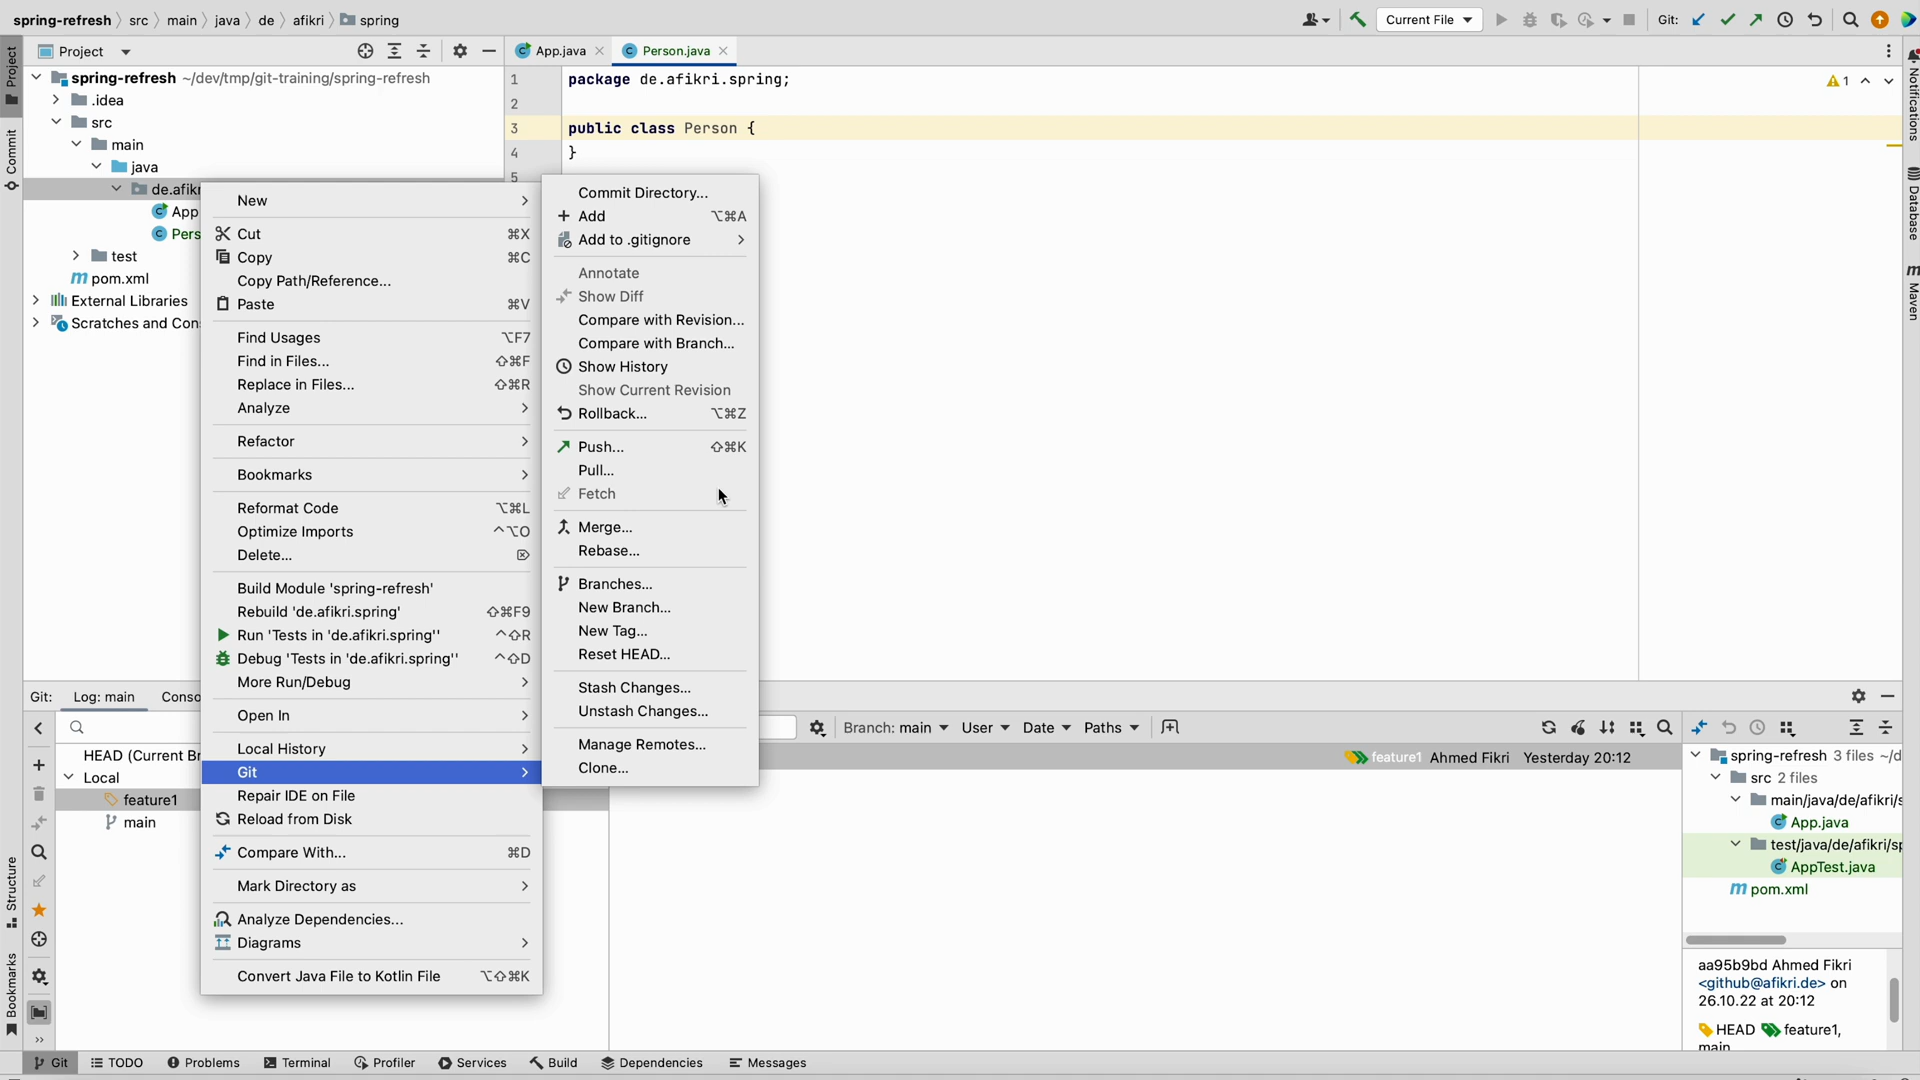 spring-refresh src main java de afikri spring
Current File
Git:
Project
Commit
Structure
Bookmarks
Project
spring-refresh ~/dev/tmp/git-training/spring-refresh
.idea
src
main
java
de.afikr
App
Pers
test
pom.xml
External Libraries
Scratches and Con
App.java
Person.java
1 package de.afikri.spring;
2
3 public class Person {
4 }
5
1
Notifications
Database
Maven
New
Cut ⌘X
Copy ⌘C
Copy Path/Reference...
Paste ⌘V
Find Usages ⌥F7
Find in Files... ⇧⌘F
Replace in Files... ⇧⌘R
Analyze
Refactor
Bookmarks
Reformat Code ⌥⌘L
Optimize Imports ^⌥O
Delete... ⌦
Build Module 'spring-refresh'
Rebuild 'de.afikri.spring' ⇧⌘F9
Run 'Tests in 'de.afikri.spring'' ^⇧R
Debug 'Tests in 'de.afikri.spring'' ^⇧D
More Run/Debug
Open In
Local History
Git
Repair IDE on File
Reload from Disk
Compare With... ⌘D
Mark Directory as
Analyze Dependencies...
Diagrams
Convert Java File to Kotlin File ⌥⇧⌘K
Commit Directory...
Add ⌥⌘A
Add to .gitignore
Annotate
Show Diff
Compare with Revision...
Compare with Branch...
Show History
Show Current Revision
Rollback... ⌥⌘Z
Push... ⇧⌘K
Pull...
Fetch
Merge...
Rebase...
Branches...
New Branch...
New Tag...
Reset HEAD...
Stash Changes...
Unstash Changes...
Manage Remotes...
Clone...
Git: Log: main Conso
HEAD (Current Br
Local
feature1
main
Branch: main User Date Paths
feature1 Ahmed Fikri Yesterday 20:12
spring-refresh 3 files ~/d
src 2 files
main/java/de/afikri/s
App.java
test/java/de/afikri/sp
AppTest.java
pom.xml
aa95b9bd Ahmed Fikri
<github@afikri.de> on
26.10.22 at 20:12
HEAD feature1,
main
Git TODO Problems Terminal Profiler Services Build Dependencies Messages